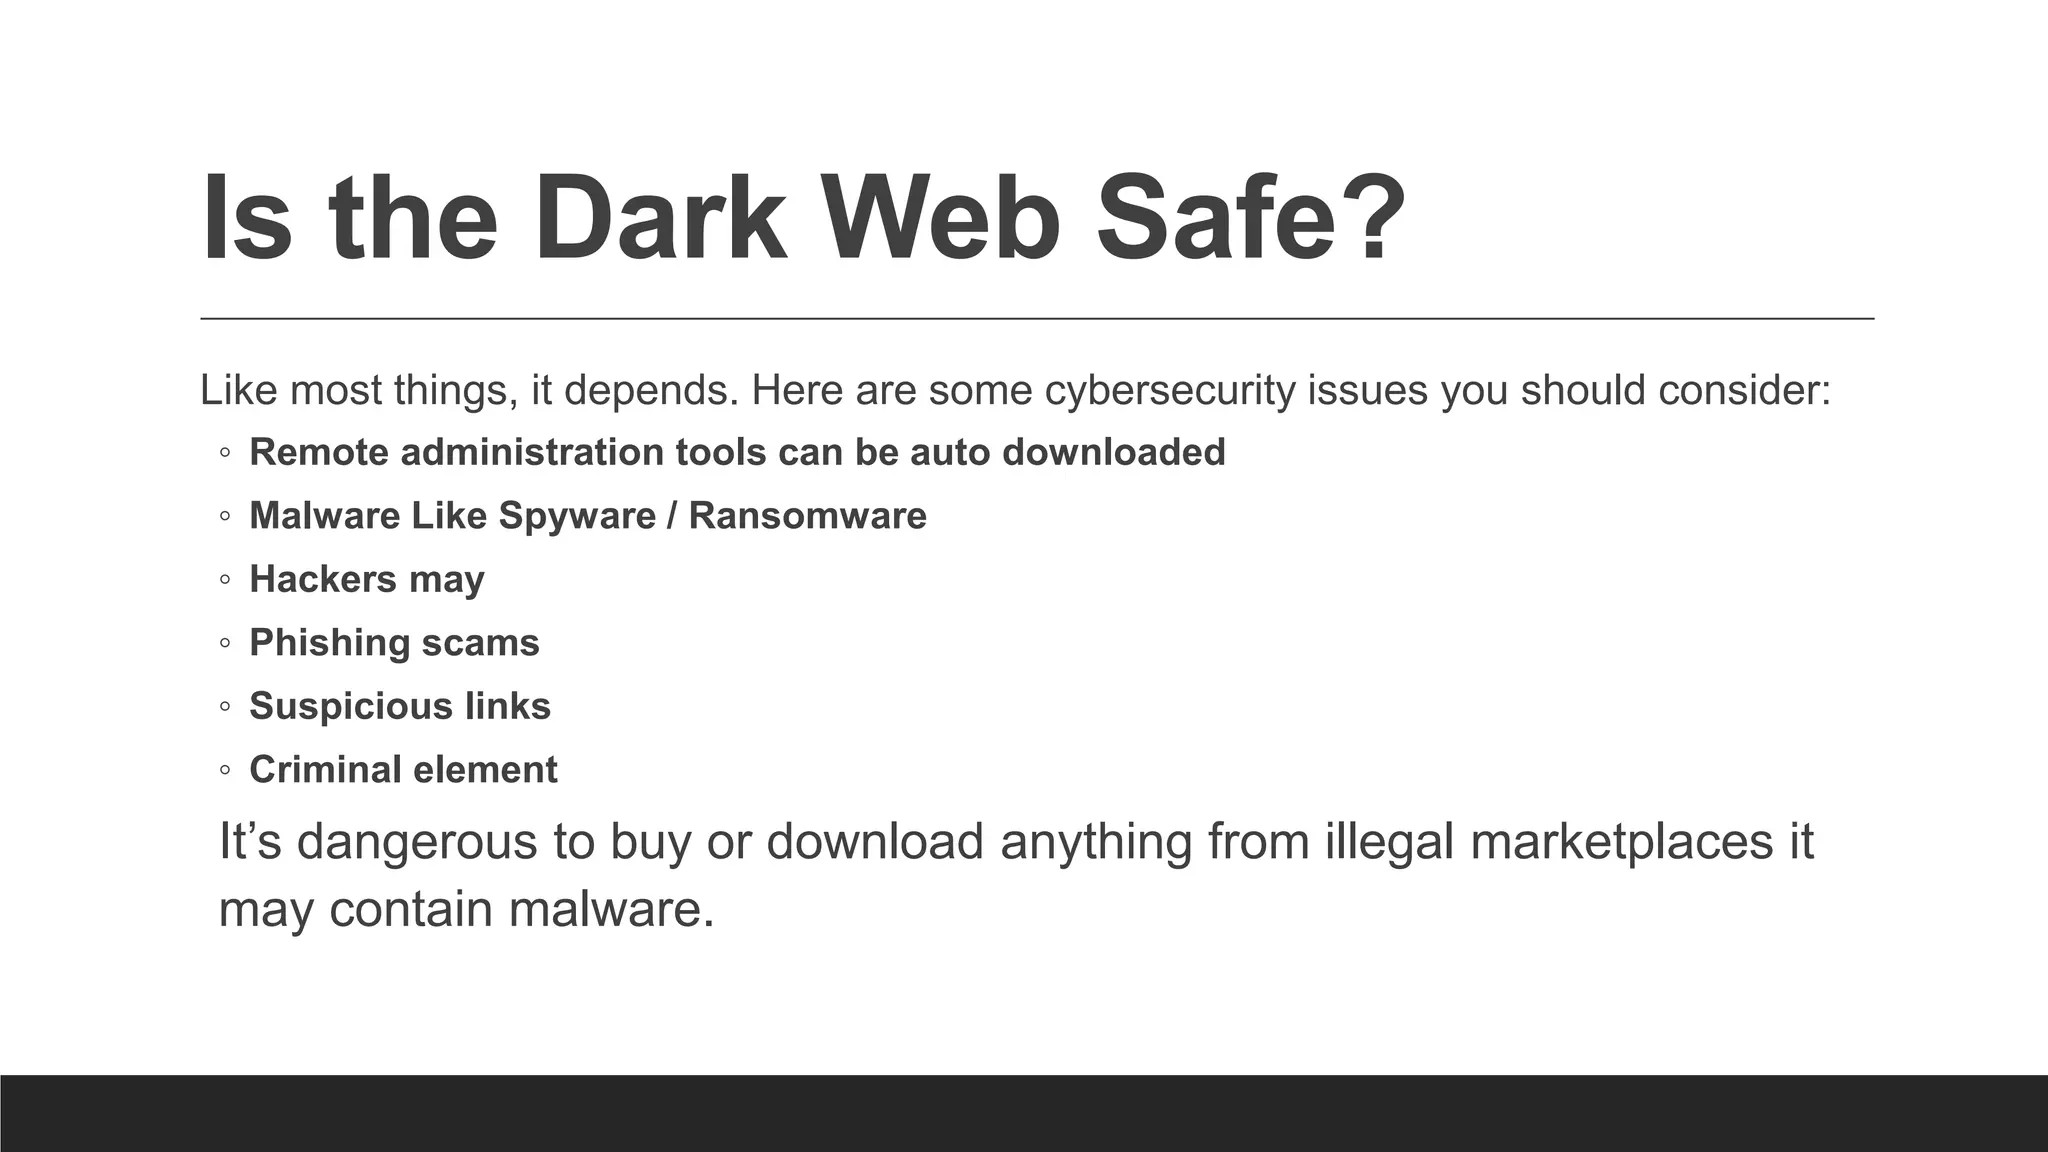 Is the Dark Web Safe?
Like most things, it depends. Here are some cybersecurity issues you should consider:
◦ Remote administration tools can be auto downloaded
◦ Malware Like Spyware / Ransomware
◦ Hackers may
◦ Phishing scams
◦ Suspicious links
◦ Criminal element
It’s dangerous to buy or download anything from illegal marketplaces it
may contain malware.